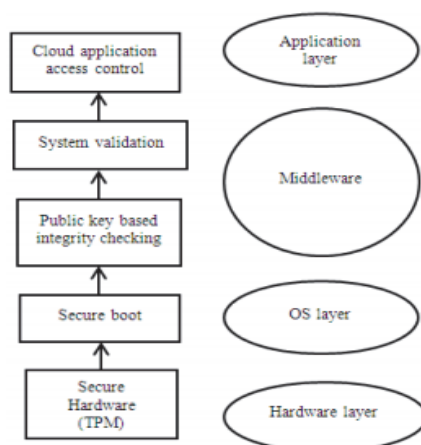 Cloud application
access control
Application
layer
System validation
Middleware
Public key based
integrity checking
Secure boot
OS layer
Secure
Hardware
(TPM)
Hardware layer